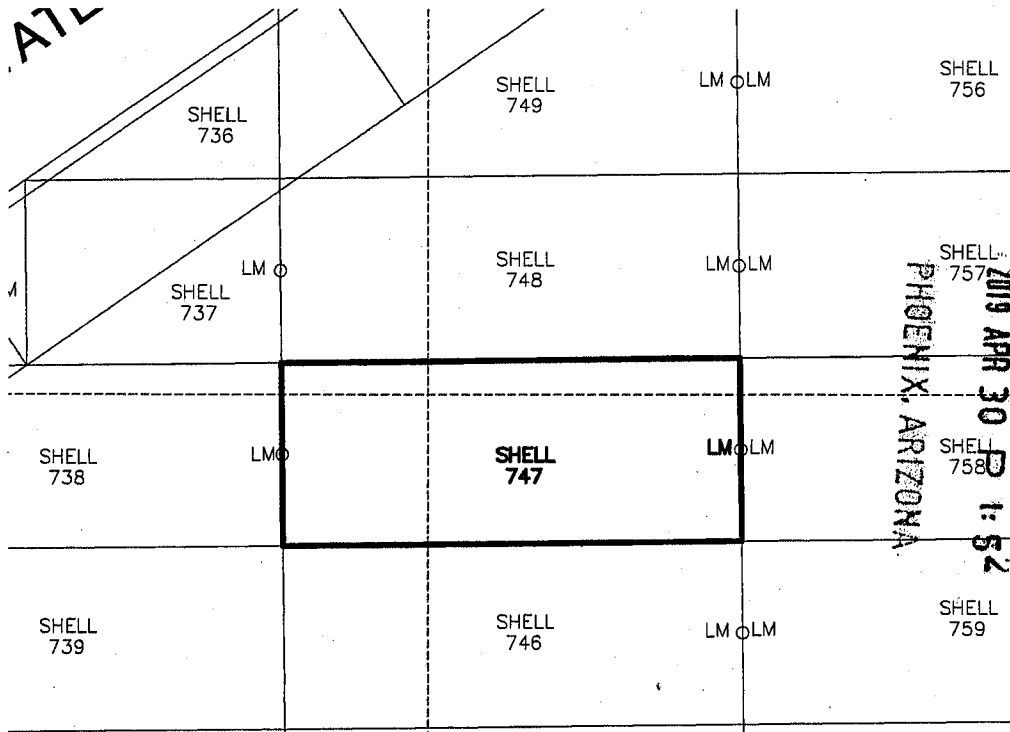 SHELL
736
SHELL
749
LM LM
SHELL
756
LM
SHELL
737
SHELL
748
LM LM
SHELL
757
SHELL
738
LM
SHELL
747
LM LM
SHELL
758
SHELL
739
SHELL
746
LM LM
SHELL
759
2019 APR 30 P 1:52
PHOENIX, ARIZONA